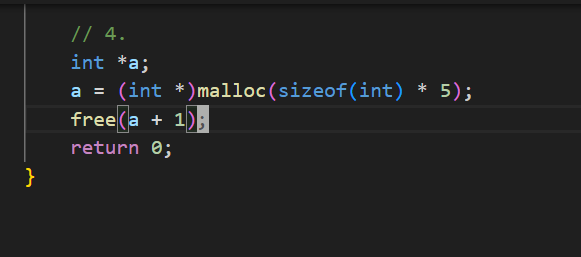 // 4.
int *a;
a = (int *)malloc(sizeof(int) * 5);
free(a + 1);
return 0;
}